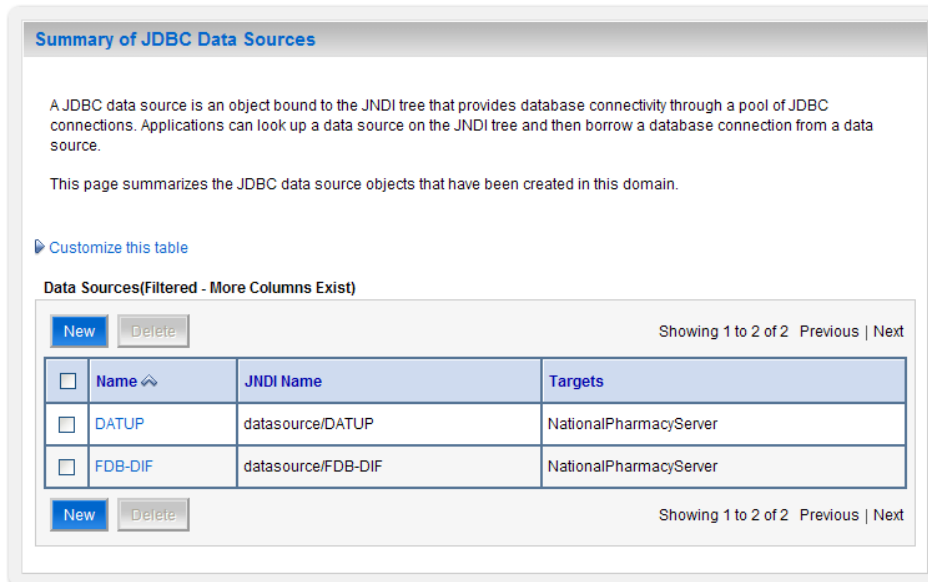 Summary of JDBC Data Sources
A JDBC data source is an object bound to the JNDI tree that provides database connectivity through a pool of JDBC
connections. Applications can look up a data source on the JNDI tree and then borrow a database connection from a data
source.
This page summarizes the JDBC data source objects that have been created in this domain.
Customize this table
Data Sources(Filtered - More Columns Exist)
New Delete Showing 1 to 2 of 2 Previous | Next
Name JNDI Name Targets
DATUP datasource/DATUP NationalPharmacyServer
FDB-DIF datasource/FDB-DIF NationalPharmacyServer
New Delete Showing 1 to 2 of 2 Previous | Next